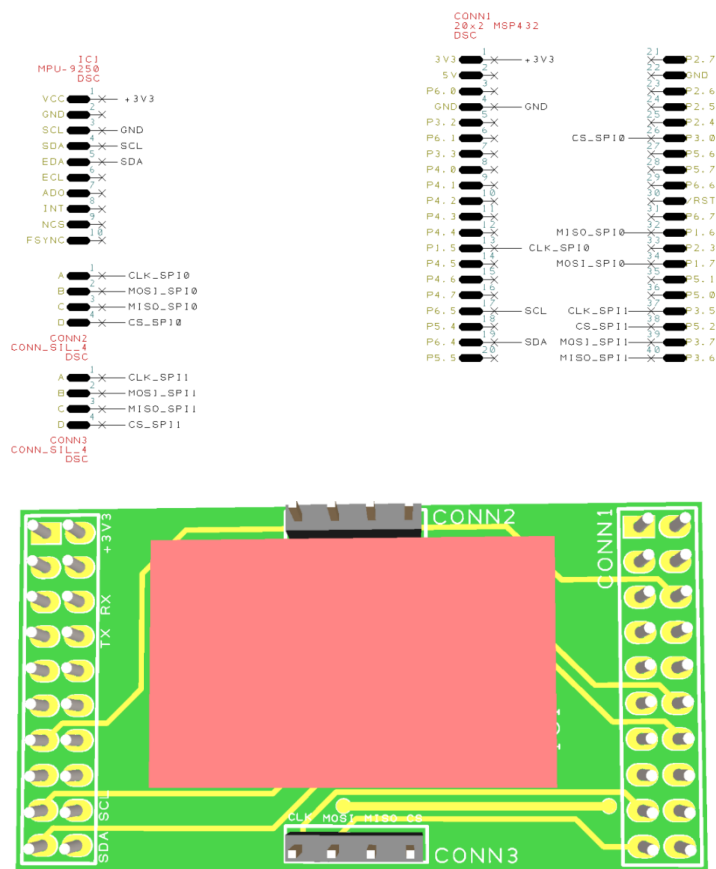 CONN1
20x2 MSP432
DSC
IC1
MPU-9250
DSC
VCC 1 +3V3
GND 2
SCL 3 GND
SDA 4 SCL
EDA 5 SDA
ECL 6
ADO 7
INT 8
NCS 9
FSYNC 10
A 1 CLK_SPI0
B 2 MOSI_SPI0
C 3 MISO_SPI0
D 4 CS_SPI0
CONN2
CONN_SIL_4
DSC
A 1 CLK_SPI1
B 2 MOSI_SPI1
C 3 MISO_SPI1
D 4 CS_SPI1
CONN3
CONN_SIL_4
DSC
3V3 1 +3V3
5V 2
P6.0 3
GND 4 GND
P3.2 5
P6.1 6
P3.3 7
P4.0 8
P4.1 9
P4.2 10
P4.3 11
P4.4 12
P1.5 13 CLK_SPI0
P4.5 14
P4.6 15
P4.7 16
P6.5 17 SCL
P5.4 18
P6.4 19 SDA
P5.5 20
21 P2.7
22 GND
23 P2.6
24 P2.5
25 P2.4
CS_SPI0 26 P3.0
27 P5.6
28 P5.7
29 P6.6
30 /RST
31 P6.7
MISO_SPI0 32 P1.6
33 P2.3
MOSI_SPI0 34 P1.7
35 P5.1
36 P5.0
CLK_SPI1 37 P3.5
CS_SPI1 38 P5.2
MOSI_SPI1 39 P3.7
MISO_SPI1 40 P3.6
+3V3
RX
TX
SCL
SDA
CONN2
CONN1
CLK MOSI MISO CS
CONN3